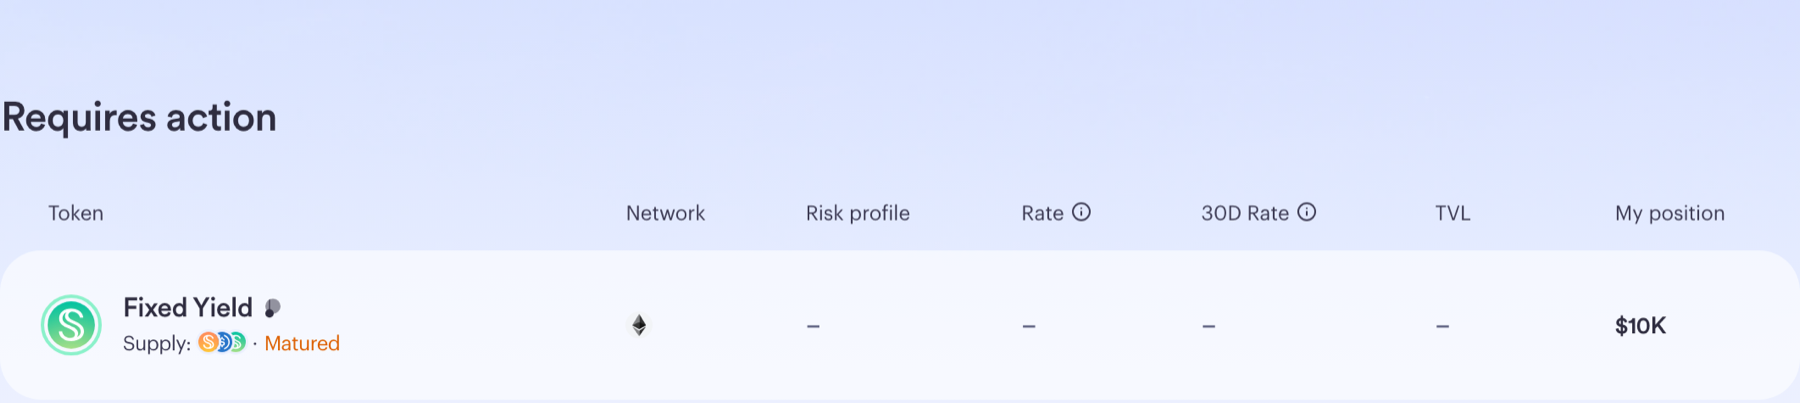 Requires action
Token Network Risk profile Rate 30D Rate TVL My position
Fixed Yield
Supply: · Matured
– – – – $10K